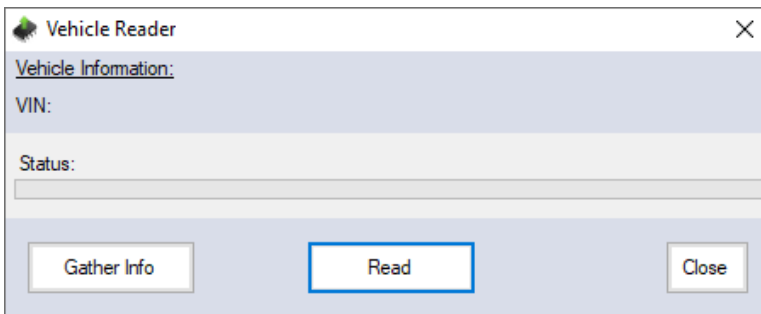 Vehicle Reader
Vehicle Information:
VIN:
Status:
Gather Info
Read
Close